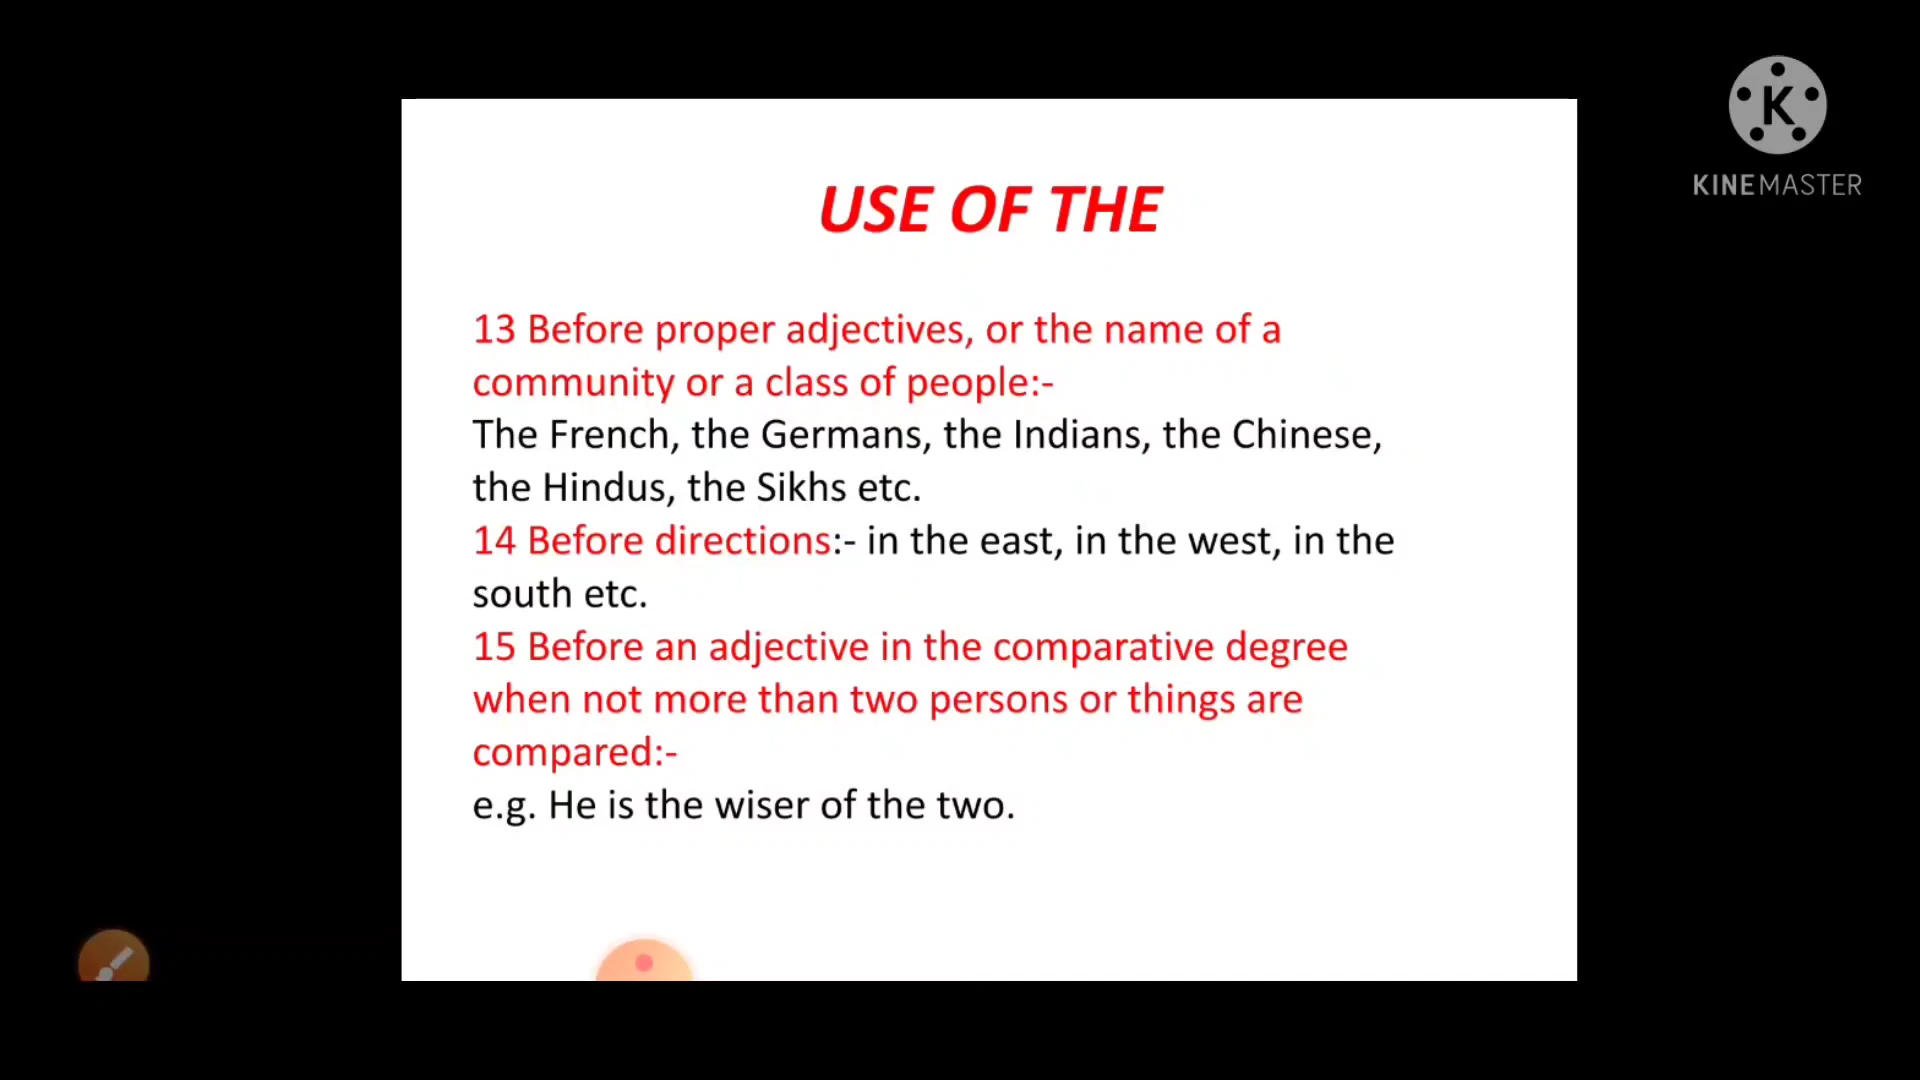 K
KINEMASTER
USE OF THE
13 Before proper adjectives, or the name of a
community or a class of people:-
The French, the Germans, the Indians, the Chinese,
the Hindus, the Sikhs etc.
14 Before directions:- in the east, in the west, in the
south etc.
15 Before an adjective in the comparative degree
when not more than two persons or things are
compared:-
e.g. He is the wiser of the two.